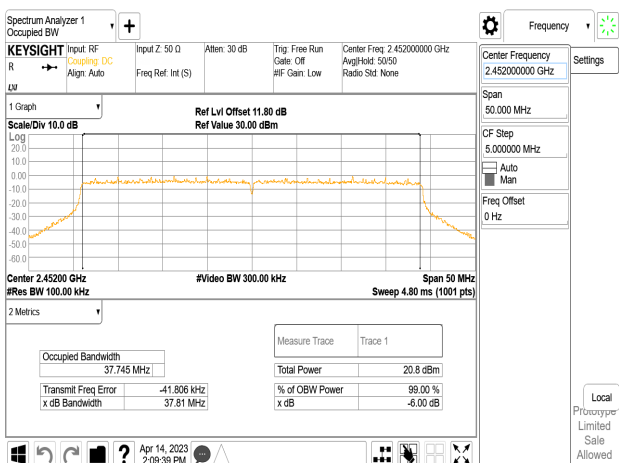 Spectrum Analyzer 1
Occupied BW
Frequency
KEYSIGHT
R
Input: RF
Coupling: DC
Align: Auto
Input Z: 50 Ω
Freq Ref: Int (S)
Atten: 30 dB
Trig: Free Run
Gate: Off
#IF Gain: Low
Center Freq: 2.452000000 GHz
Avg|Hold: 50/50
Radio Std: None
Center Frequency
2.452000000 GHz
Settings
Span
50.000 MHz
CF Step
5.000000 MHz
Auto
Man
Freq Offset
0 Hz
1 Graph
Scale/Div 10.0 dB
Ref Lvl Offset 11.80 dB
Ref Value 30.00 dBm
Log
20.0
10.0
0.00
-10.0
-20.0
-30.0
-40.0
-50.0
-60.0
Center 2.45200 GHz
#Res BW 100.00 kHz
#Video BW 300.00 kHz
Span 50 MHz
Sweep 4.80 ms (1001 pts)
2 Metrics
Measure Trace Trace 1
Occupied Bandwidth
37.745 MHz
Total Power 20.8 dBm
Transmit Freq Error -41.806 kHz
% of OBW Power 99.00 %
x dB Bandwidth 37.81 MHz
x dB -6.00 dB
Local
Prototype
Limited
Sale
Allowed
?
Apr 14, 2023
2:09:39 PM